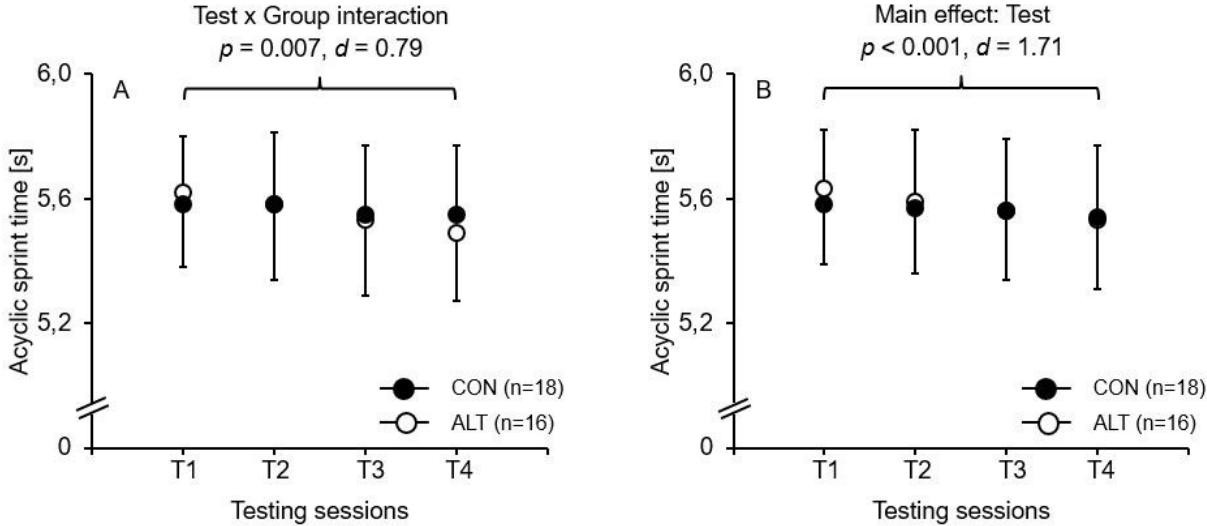 Test x Group interaction
p = 0.007, d = 0.79
6,0
A
5,6
5,2
0
Acyclic sprint time [s]
CON (n=18)
ALT (n=16)
T1 T2 T3 T4
Testing sessions
Main effect: Test
p < 0.001, d = 1.71
6,0
B
5,6
5,2
0
Acyclic sprint time [s]
CON (n=18)
ALT (n=16)
T1 T2 T3 T4
Testing sessions